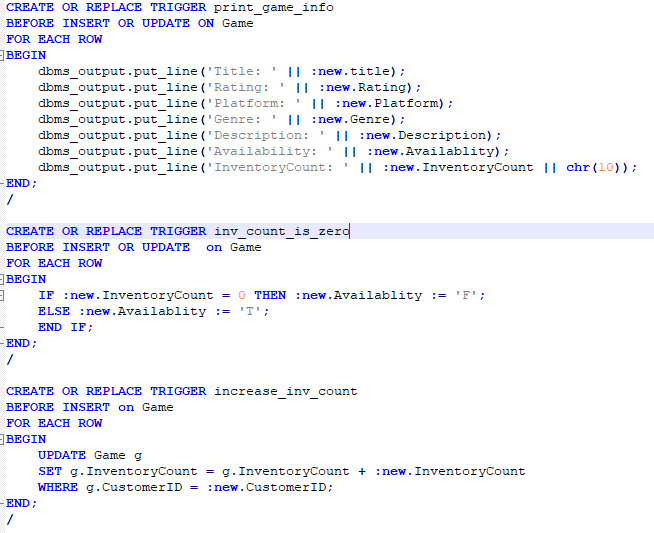 CREATE OR REPLACE TRIGGER print_game_info
BEFORE INSERT OR UPDATE ON Game
FOR EACH ROW
BEGIN
    dbms_output.put_line('Title: ' || :new.title);
    dbms_output.put_line('Rating: ' || :new.Rating);
    dbms_output.put_line('Platform: ' || :new.Platform);
    dbms_output.put_line('Genre: ' || :new.Genre);
    dbms_output.put_line('Description: ' || :new.Description);
    dbms_output.put_line('Availability: ' || :new.Availablity);
    dbms_output.put_line('InventoryCount: ' || :new.InventoryCount || chr(10));
END;
/

CREATE OR REPLACE TRIGGER inv_count_is_zero
BEFORE INSERT OR UPDATE  on Game
FOR EACH ROW
BEGIN
    IF :new.InventoryCount = 0 THEN :new.Availablity := 'F';
    ELSE :new.Availablity := 'T';
    END IF;
END;
/

CREATE OR REPLACE TRIGGER increase_inv_count
BEFORE INSERT on Game
FOR EACH ROW
BEGIN
    UPDATE Game g
    SET g.InventoryCount = g.InventoryCount + :new.InventoryCount
    WHERE g.CustomerID = :new.CustomerID;
END;
/